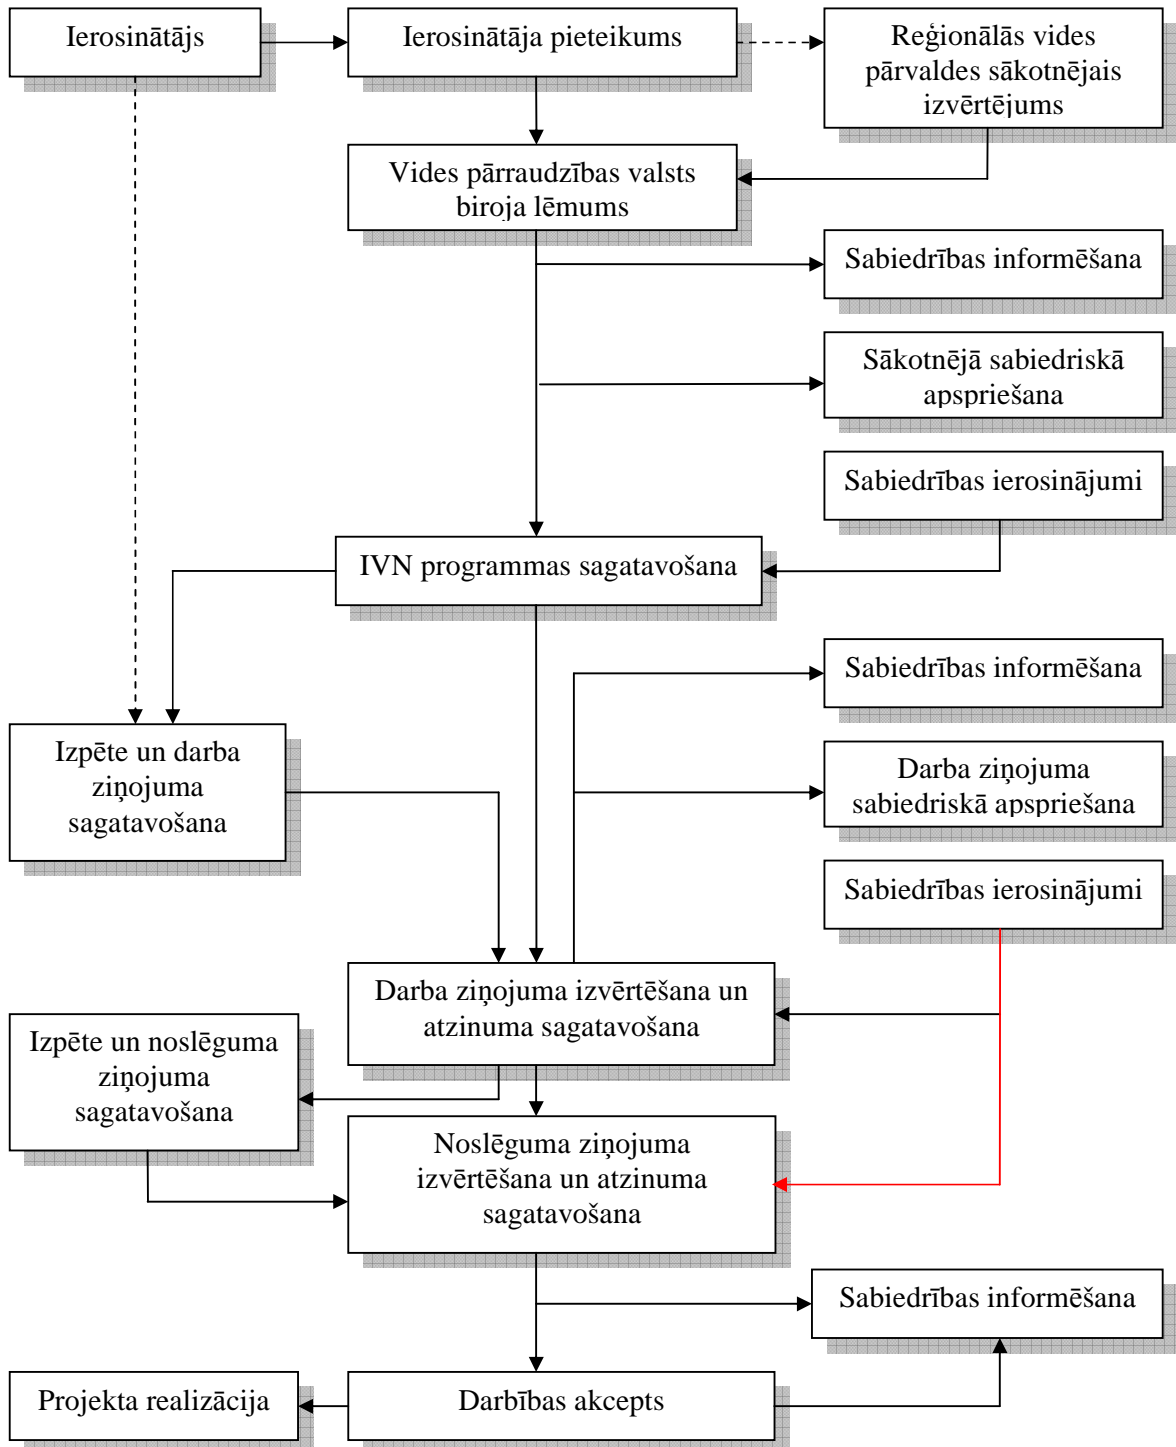 Ierosinātājs
Ierosinātāja pieteikums
Reģionālās vides
pārvaldes sākotnējais
izvērtējums
Vides pārraudzības valsts
biroja lēmums
Sabiedrības informēšana
Sākotnējā sabiedriskā
apspriešana
Sabiedrības ierosinājumi
IVN programmas sagatavošana
Sabiedrības informēšana
Izpēte un darba
ziņojuma
sagatavošana
Darba ziņojuma
sabiedriskā apspriešana
Sabiedrības ierosinājumi
Darba ziņojuma izvērtēšana un
atzinuma sagatavošana
Izpēte un noslēguma
ziņojuma
sagatavošana
Noslēguma ziņojuma
izvērtēšana un atzinuma
sagatavošana
Sabiedrības informēšana
Projekta realizācija
Darbības akcepts